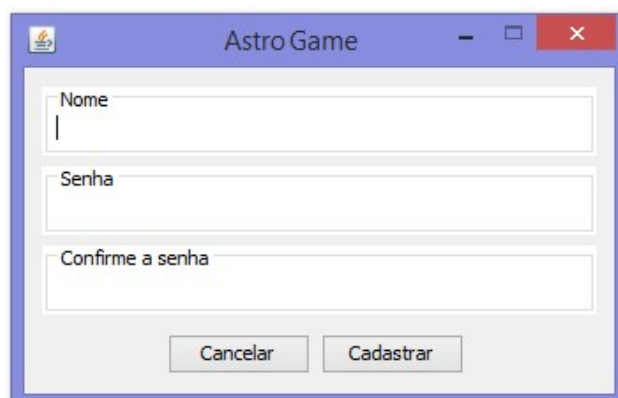 Astro Game
Nome
Senha
Confirme a senha
Cancelar Cadastrar